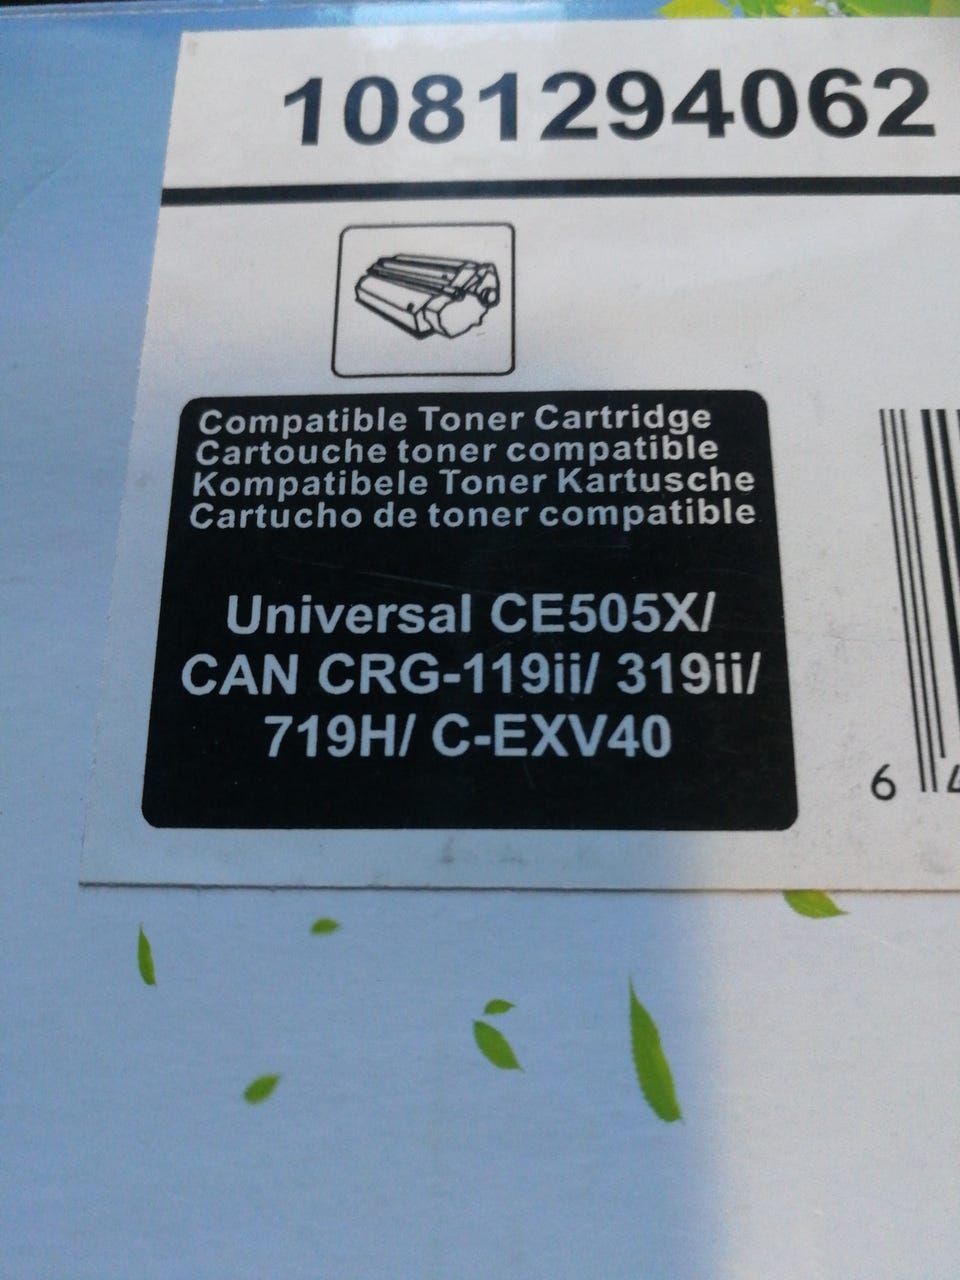 1081294062
Compatible Toner Cartridge
Cartouche toner compatible
Kompatibele Toner Kartusche
Cartucho de toner compatible
Universal CE505X/
CAN CRG-119ii/ 319ii/
719H/ C-EXV40
6